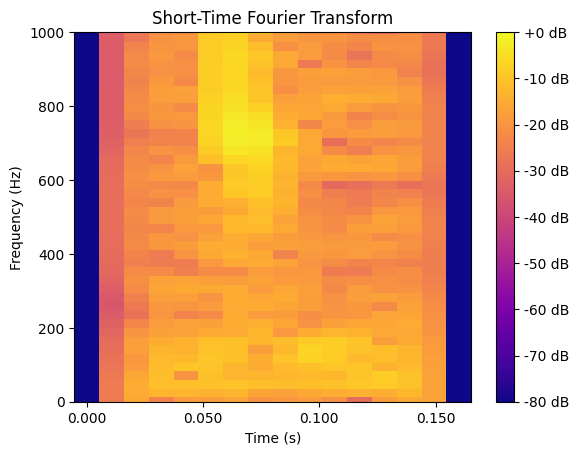 Short-Time Fourier Transform
1000
800
600
400
200
0
Frequency (Hz)
0.000
0.050
0.100
0.150
Time (s)
+0 dB
-10 dB
-20 dB
-30 dB
-40 dB
-50 dB
-60 dB
-70 dB
-80 dB